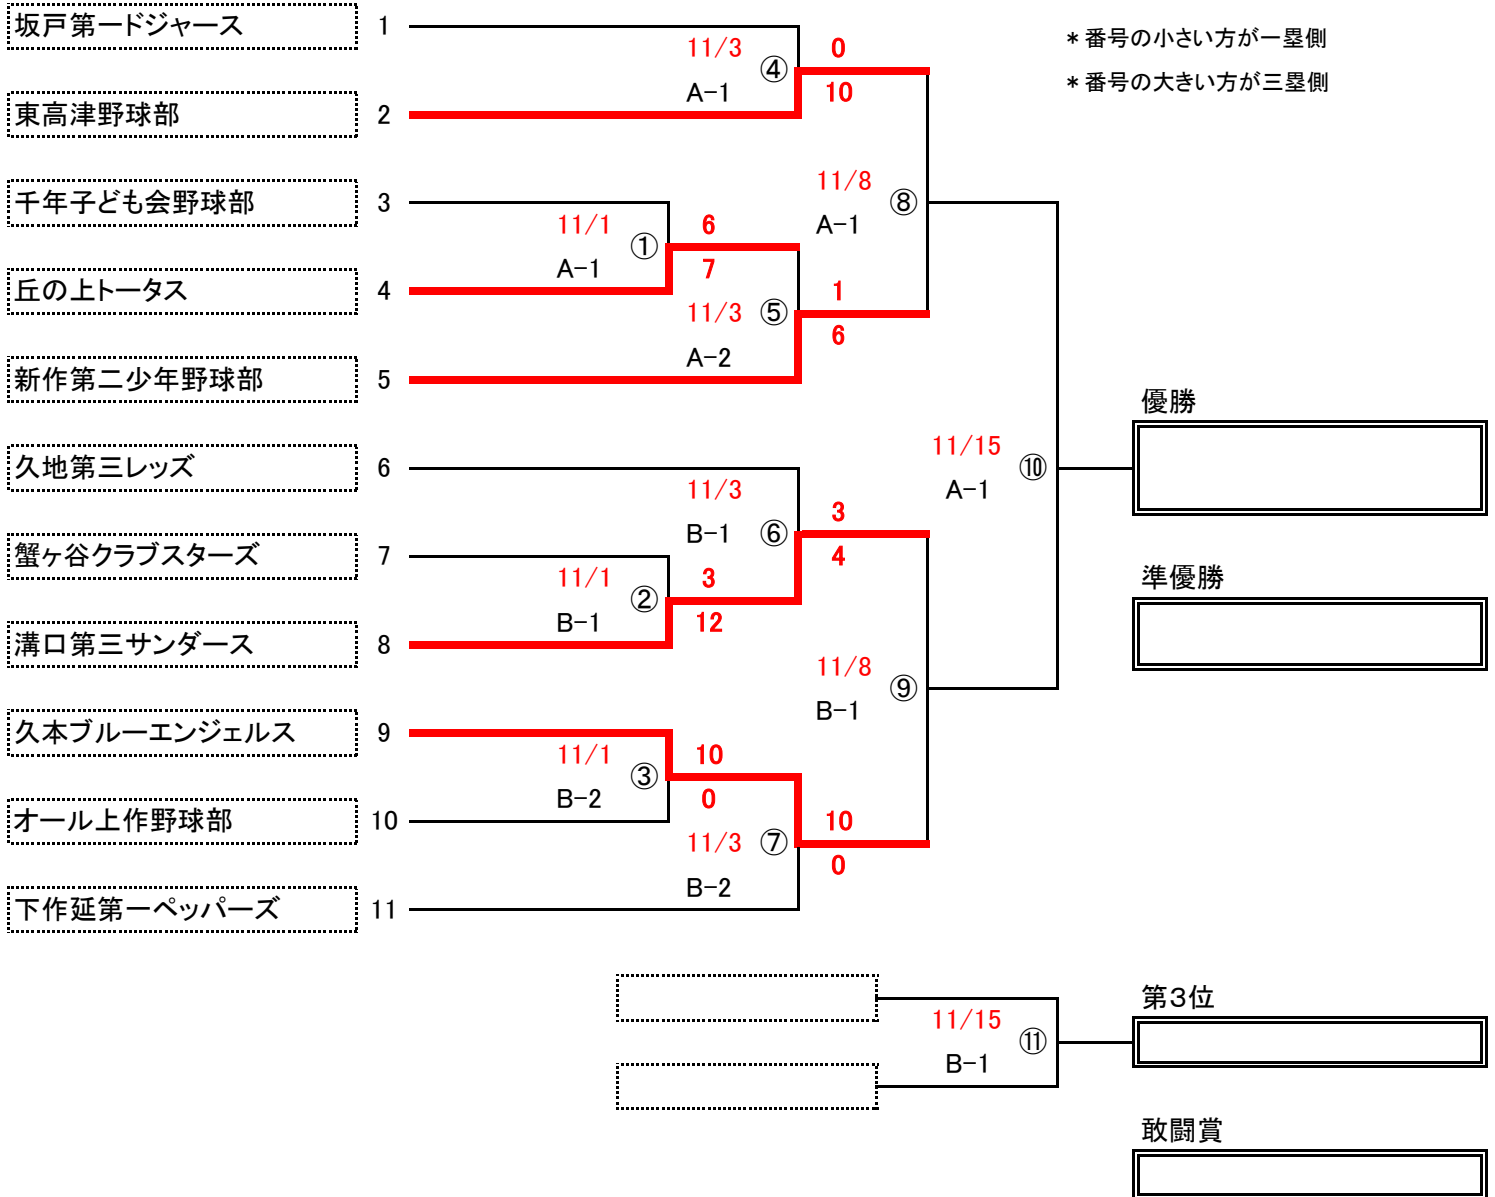 坂戸第一ドジャース 1
＊番号の小さい方が一塁側
11/3 ④ 0
＊番号の大きい方が三塁側
A-1 10
東高津野球部 2
11/8 ⑧
千年子ども会野球部 3
11/1 ① 6 A-1
A-1 7
丘の上トータス 4
11/3 ⑤ 1
A-2 6
新作第二少年野球部 5
優勝
11/15 ⑩
久地第三レッズ 6
11/3 A-1
B-1 ⑥ 3
蟹ヶ谷クラブスターズ 7 4
11/1 ② 3 準優勝
B-1 12
溝口第三サンダース 8
11/8 ⑨
B-1
久本ブルーエンジェルス 9
11/1 ③ 10
B-2 0
オール上作野球部 10 10
11/3 ⑦ 0
B-2
下作延第一ペッパーズ 11
第3位
11/15 ⑪
B-1
敢闘賞